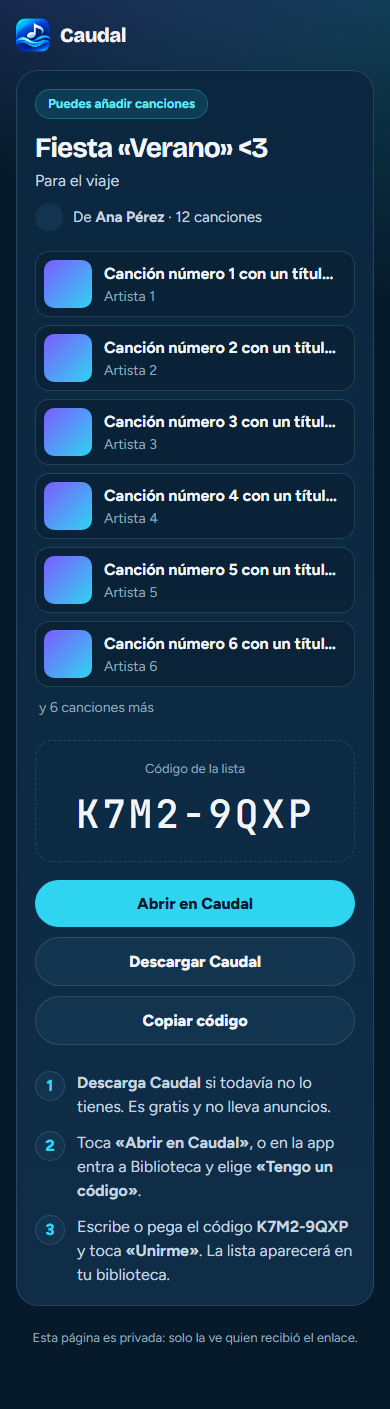 Caudal
Puedes añadir canciones
Fiesta «Verano» <3
Para el viaje
De Ana Pérez · 12 canciones
Canción número 1 con un títul...
Artista 1
Canción número 2 con un títul...
Artista 2
Canción número 3 con un títul...
Artista 3
Canción número 4 con un títul...
Artista 4
Canción número 5 con un títul...
Artista 5
Canción número 6 con un títul...
Artista 6
y 6 canciones más
Código de la lista
K7M2-9QXP
Abrir en Caudal
Descargar Caudal
Copiar código
1 Descarga Caudal si todavía no lo
tienes. Es gratis y no lleva anuncios.
2 Toca «Abrir en Caudal», o en la app
entra a Biblioteca y elige «Tengo un
código».
3 Escribe o pega el código K7M2-9QXP
y toca «Unirme». La lista aparecerá en
tu biblioteca.
Esta página es privada: solo la ve quien recibió el enlace.